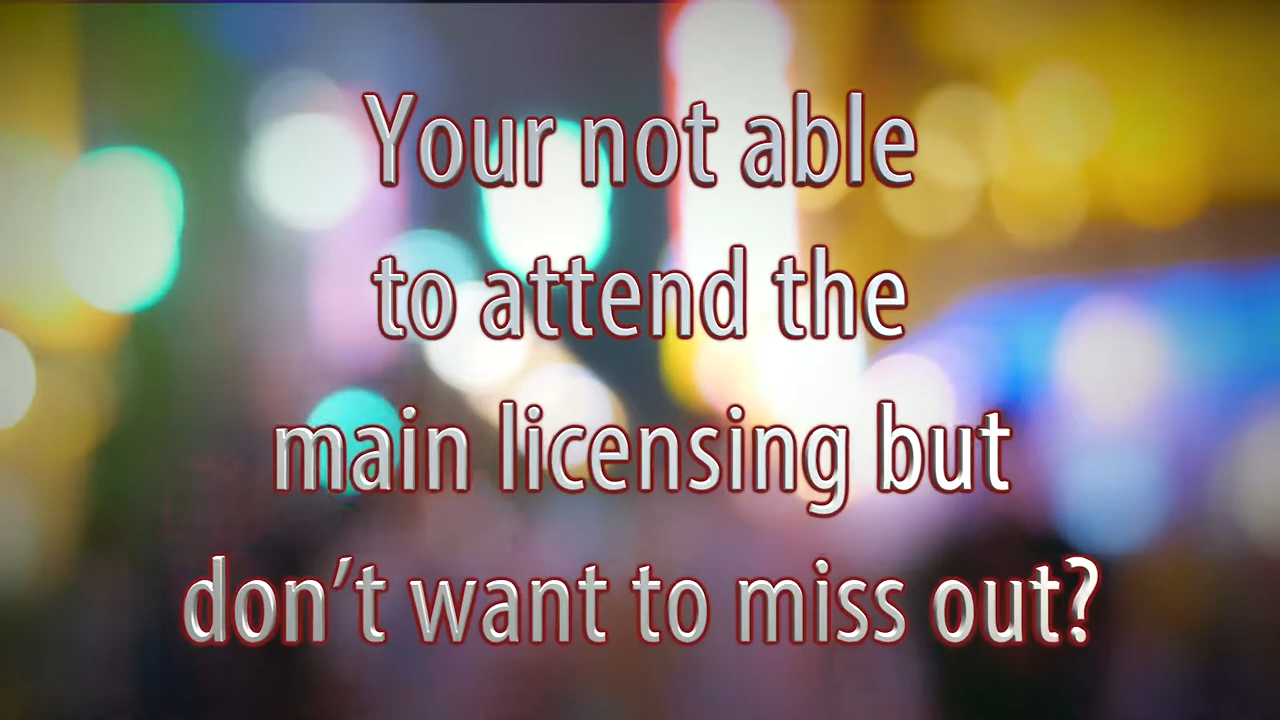 Your not able
to attend the
main licensing but
don’t want to miss out?